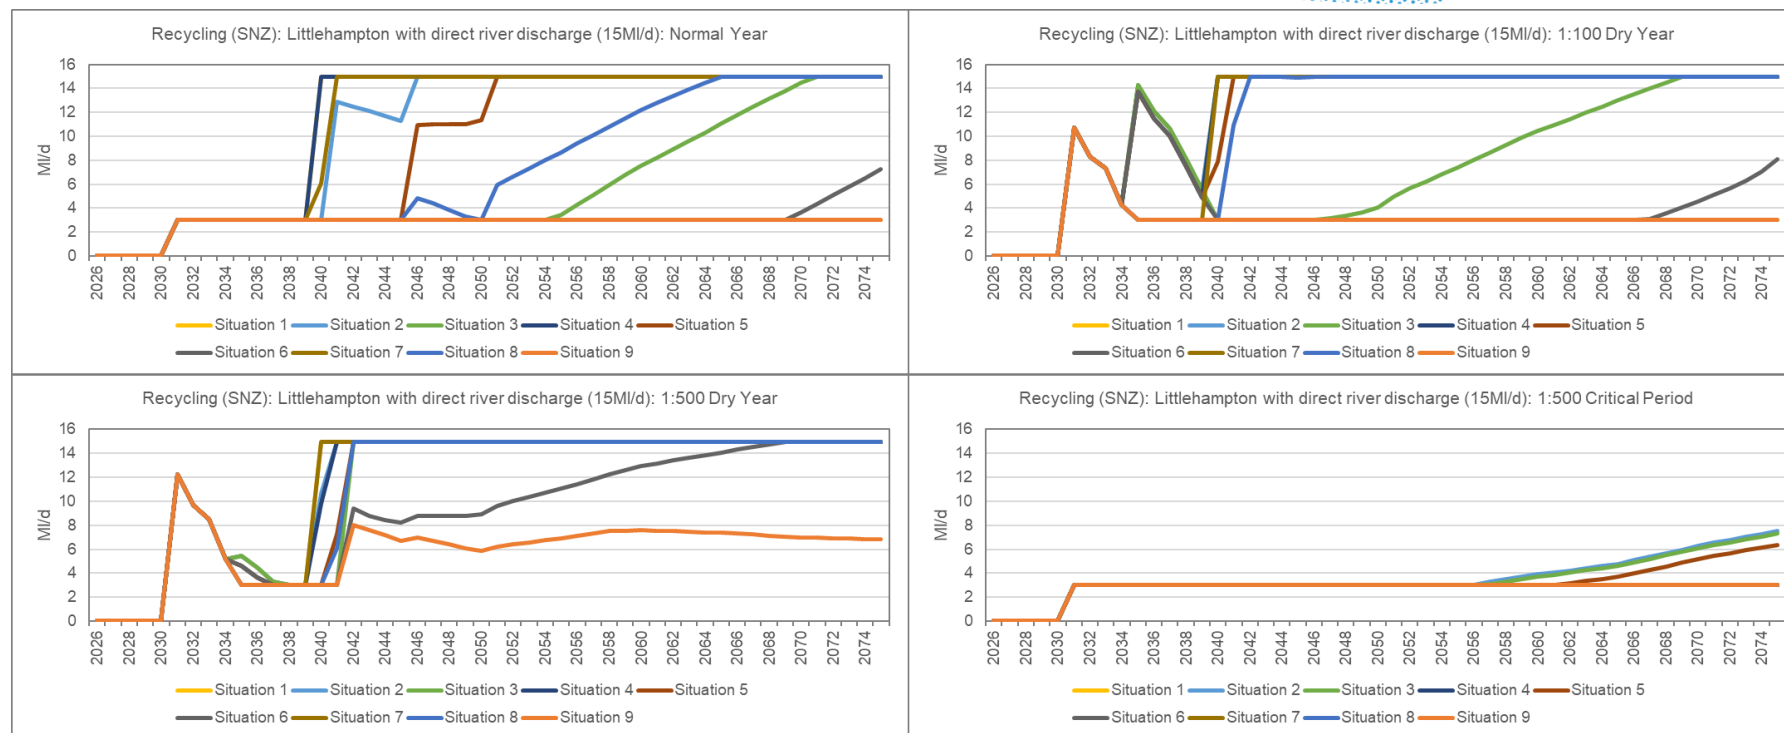 Recycling (SNZ): Littlehampton with direct river discharge (15Ml/d): Normal Year
16
14
12
10
8
6
4
2
0
Ml/d
2026 2028 2030 2032 2034 2036 2038 2040 2042 2044 2046 2048 2050 2052 2054 2056 2058 2060 2062 2064 2066 2068 2070 2072 2074
Situation 1 Situation 2 Situation 3 Situation 4 Situation 5
Situation 6 Situation 7 Situation 8 Situation 9
Recycling (SNZ): Littlehampton with direct river discharge (15Ml/d): 1:100 Dry Year
16
14
12
10
8
6
4
2
0
Ml/d
2026 2028 2030 2032 2034 2036 2038 2040 2042 2044 2046 2048 2050 2052 2054 2056 2058 2060 2062 2064 2066 2068 2070 2072 2074
Situation 1 Situation 2 Situation 3 Situation 4 Situation 5
Situation 6 Situation 7 Situation 8 Situation 9
Recycling (SNZ): Littlehampton with direct river discharge (15Ml/d): 1:500 Dry Year
16
14
12
10
8
6
4
2
0
Ml/d
2026 2028 2030 2032 2034 2036 2038 2040 2042 2044 2046 2048 2050 2052 2054 2056 2058 2060 2062 2064 2066 2068 2070 2072 2074
Situation 1 Situation 2 Situation 3 Situation 4 Situation 5
Situation 6 Situation 7 Situation 8 Situation 9
Recycling (SNZ): Littlehampton with direct river discharge (15Ml/d): 1:500 Critical Period
16
14
12
10
8
6
4
2
0
Ml/d
2026 2028 2030 2032 2034 2036 2038 2040 2042 2044 2046 2048 2050 2052 2054 2056 2058 2060 2062 2064 2066 2068 2070 2072 2074
Situation 1 Situation 2 Situation 3 Situation 4 Situation 5
Situation 6 Situation 7 Situation 8 Situation 9